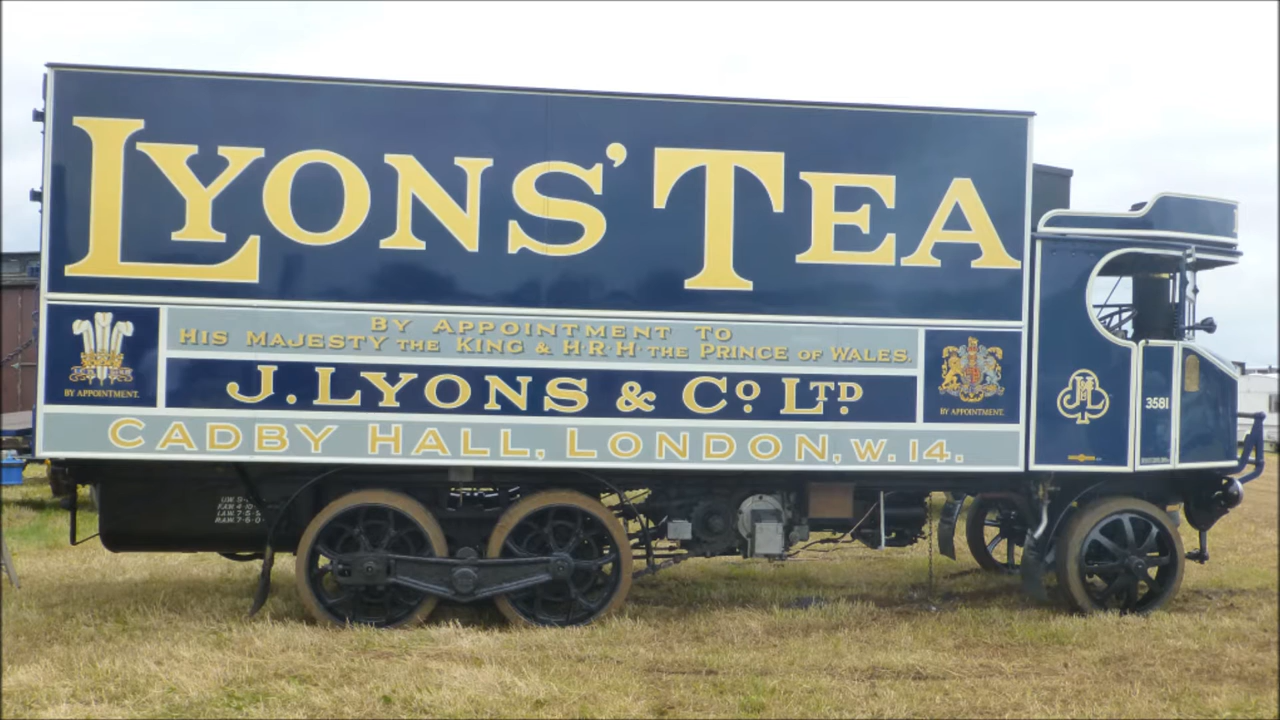 LYONS' TEA
BY APPOINTMENT TO
HIS MAJESTY THE KING & H·R·H· THE PRINCE OF WALES.
BY APPOINTMENT.
J. LYONS & CO. LTD.
BY APPOINTMENT.
CADBY HALL, LONDON, W. 14.
3581